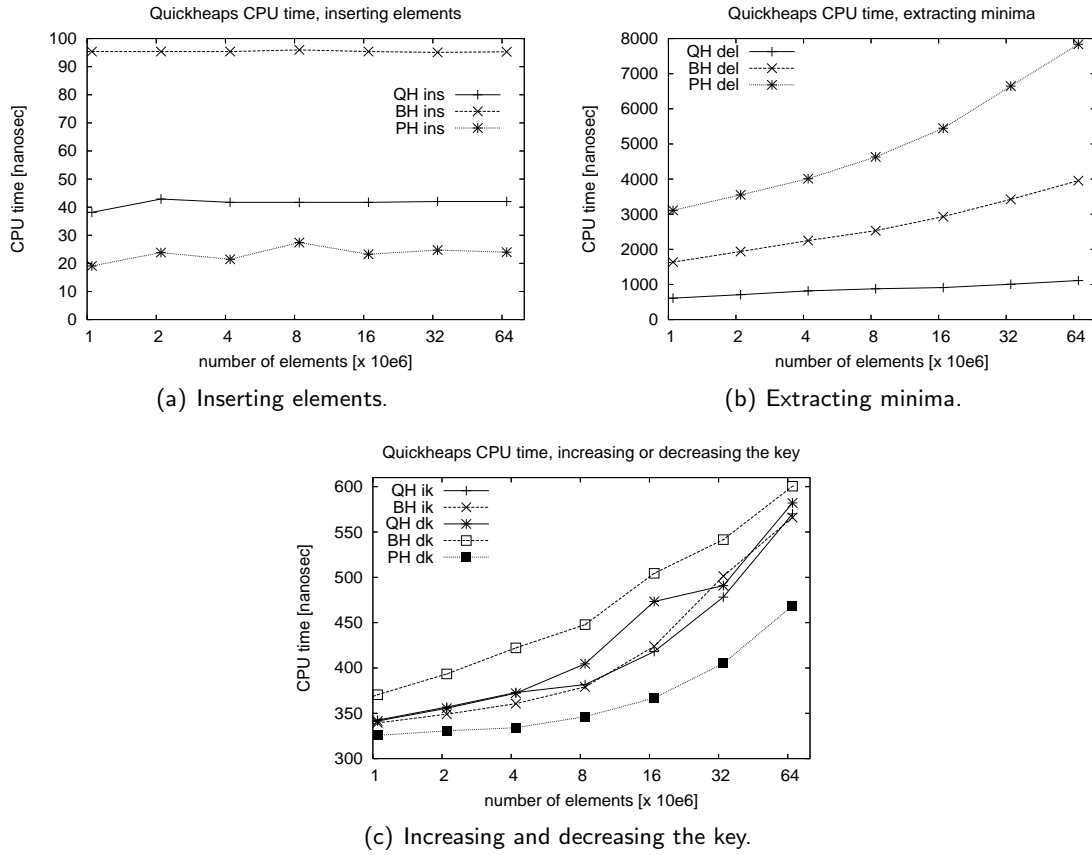 Quickheaps CPU time, inserting elements
100
90
80
70
60
50
40
30
20
10
0
CPU time [nanosec]
QH ins
BH ins
PH ins
1 2 4 8 16 32 64
number of elements [x 10e6]
(a) Inserting elements.
Quickheaps CPU time, extracting minima
8000
7000
6000
5000
4000
3000
2000
1000
0
CPU time [nanosec]
QH del
BH del
PH del
1 2 4 8 16 32 64
number of elements [x 10e6]
(b) Extracting minima.
Quickheaps CPU time, increasing or decreasing the key
600
550
500
450
400
350
300
CPU time [nanosec]
QH ik
BH ik
QH dk
BH dk
PH dk
1 2 4 8 16 32 64
number of elements [x 10e6]
(c) Increasing and decreasing the key.